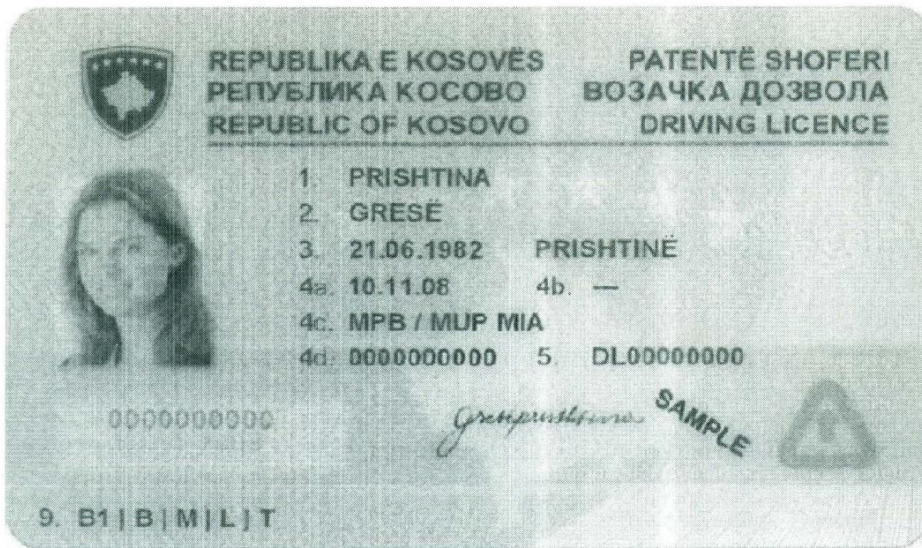 REPUBLIKA E KOSOVËS PATENTË SHOFERI
РЕПУБЛИКА КОСОВО ВОЗАЧКА ДОЗВОЛА
REPUBLIC OF KOSOVO DRIVING LICENCE
1. PRISHTINA
2. GRESË
3. 21.06.1982 PRISHTINË
4a. 10.11.08 4b. —
4c. MPB / MUP MIA
4d. 0000000000 5. DL00000000
0000000000 Gresëprishtina SAMPLE
9. B1 | B | M | L | T